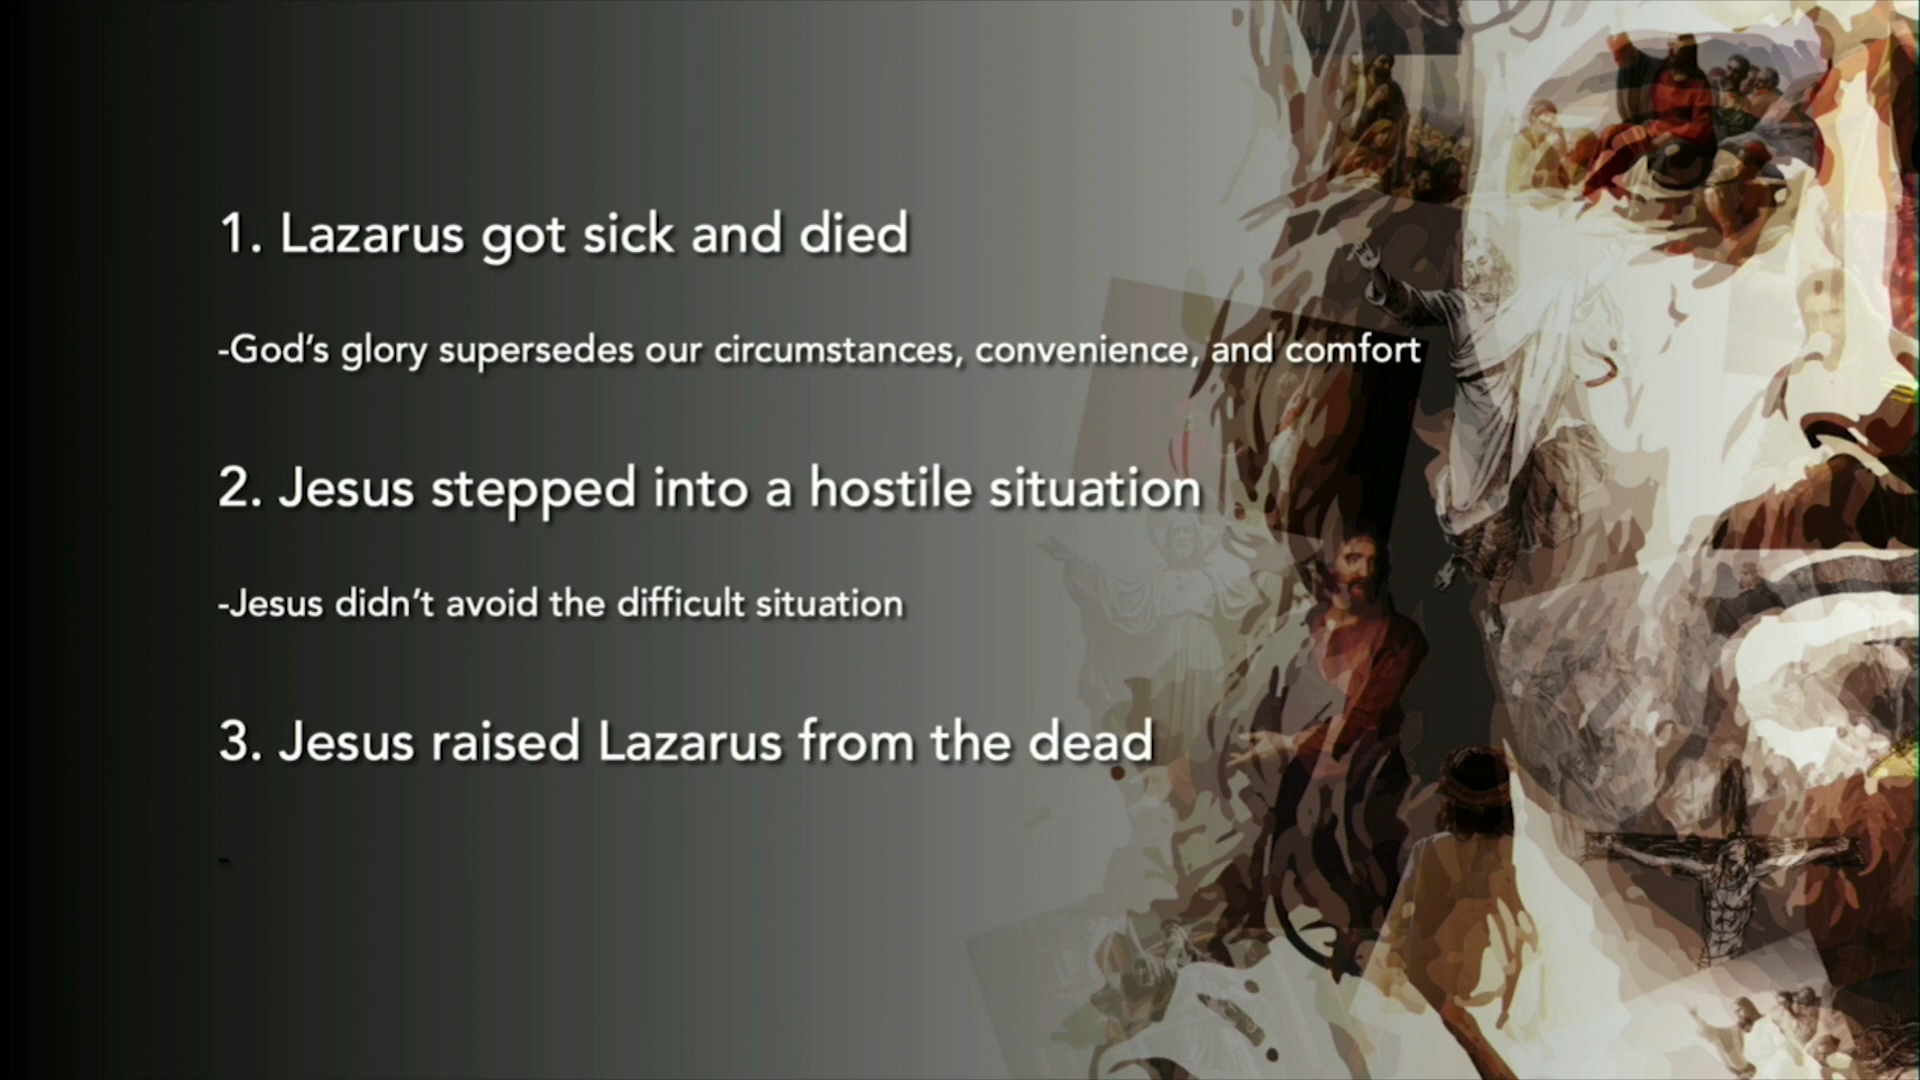 1. Lazarus got sick and died
-God’s glory supersedes our circumstances, convenience, and comfort
2. Jesus stepped into a hostile situation
-Jesus didn’t avoid the difficult situation
3. Jesus raised Lazarus from the dead
-